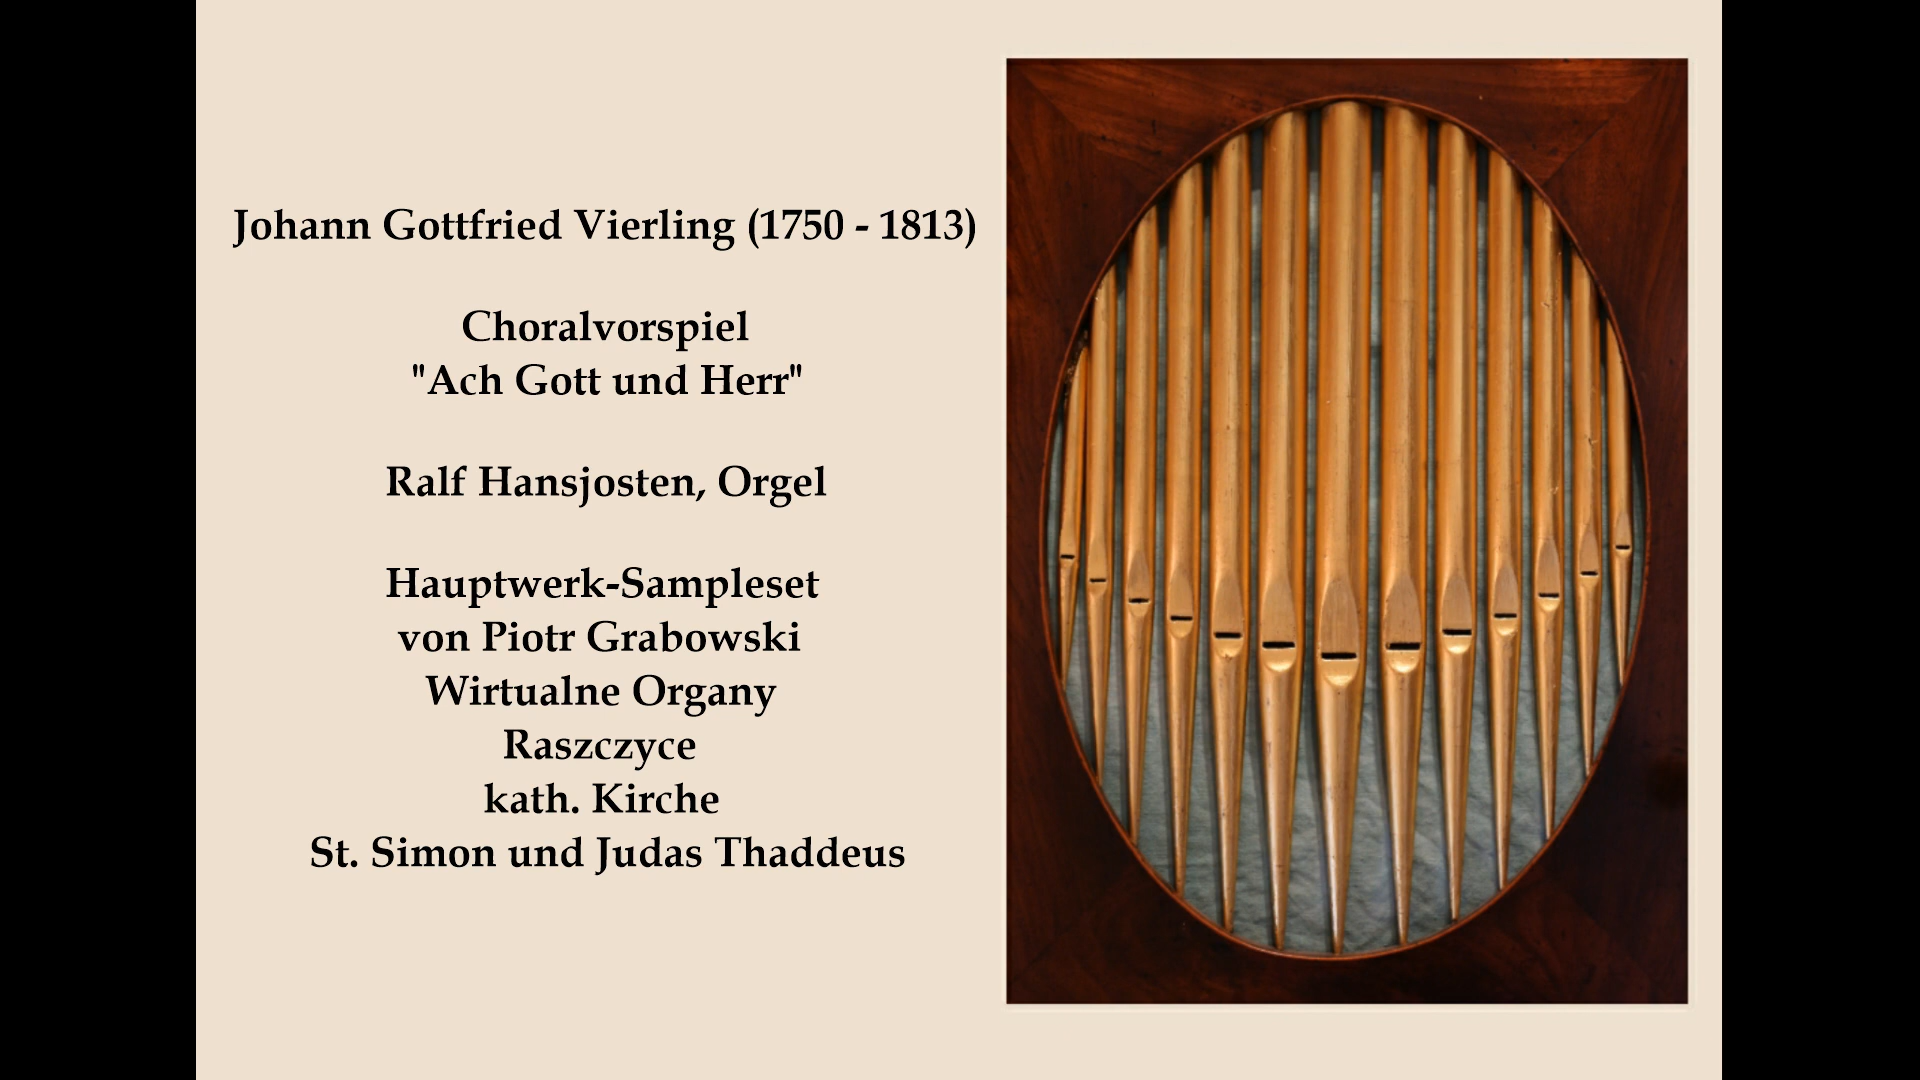 Johann Gottfried Vierling (1750 - 1813)
Choralvorspiel
"Ach Gott und Herr"
Ralf Hansjosten, Orgel
Hauptwerk-Sampleset
von Piotr Grabowski
Wirtualne Organy
Raszczyce
kath. Kirche
St. Simon und Judas Thaddeus